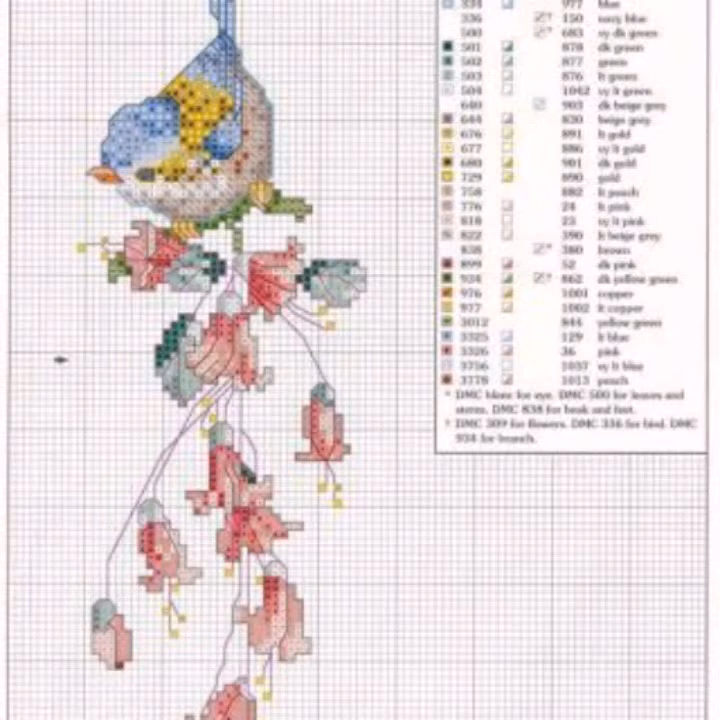 334 977 blue
336 150 navy blue
500 683 vy dk green
501 878 dk green
502 877 green
503 876 lt green
504 1042 vy lt green
640 903 dk beige grey
644 830 beige grey
676 891 lt gold
677 886 vy lt gold
680 901 dk gold
729 890 gold
758 882 lt peach
776 24 lt pink
818 23 vy lt pink
822 390 lt beige grey
838 380 brown
899 52 dk pink
934 862 dk yellow green
976 1001 copper
977 1002 lt copper
3012 844 yellow green
3325 129 lt blue
3326 36 pink
3756 1037 vy lt blue
3778 1013 peach
* DMC blanc for eye. DMC 500 for leaves and
stems. DMC 838 for beak and feet.
† DMC 309 for flowers. DMC 336 for bird. DMC
934 for branch.